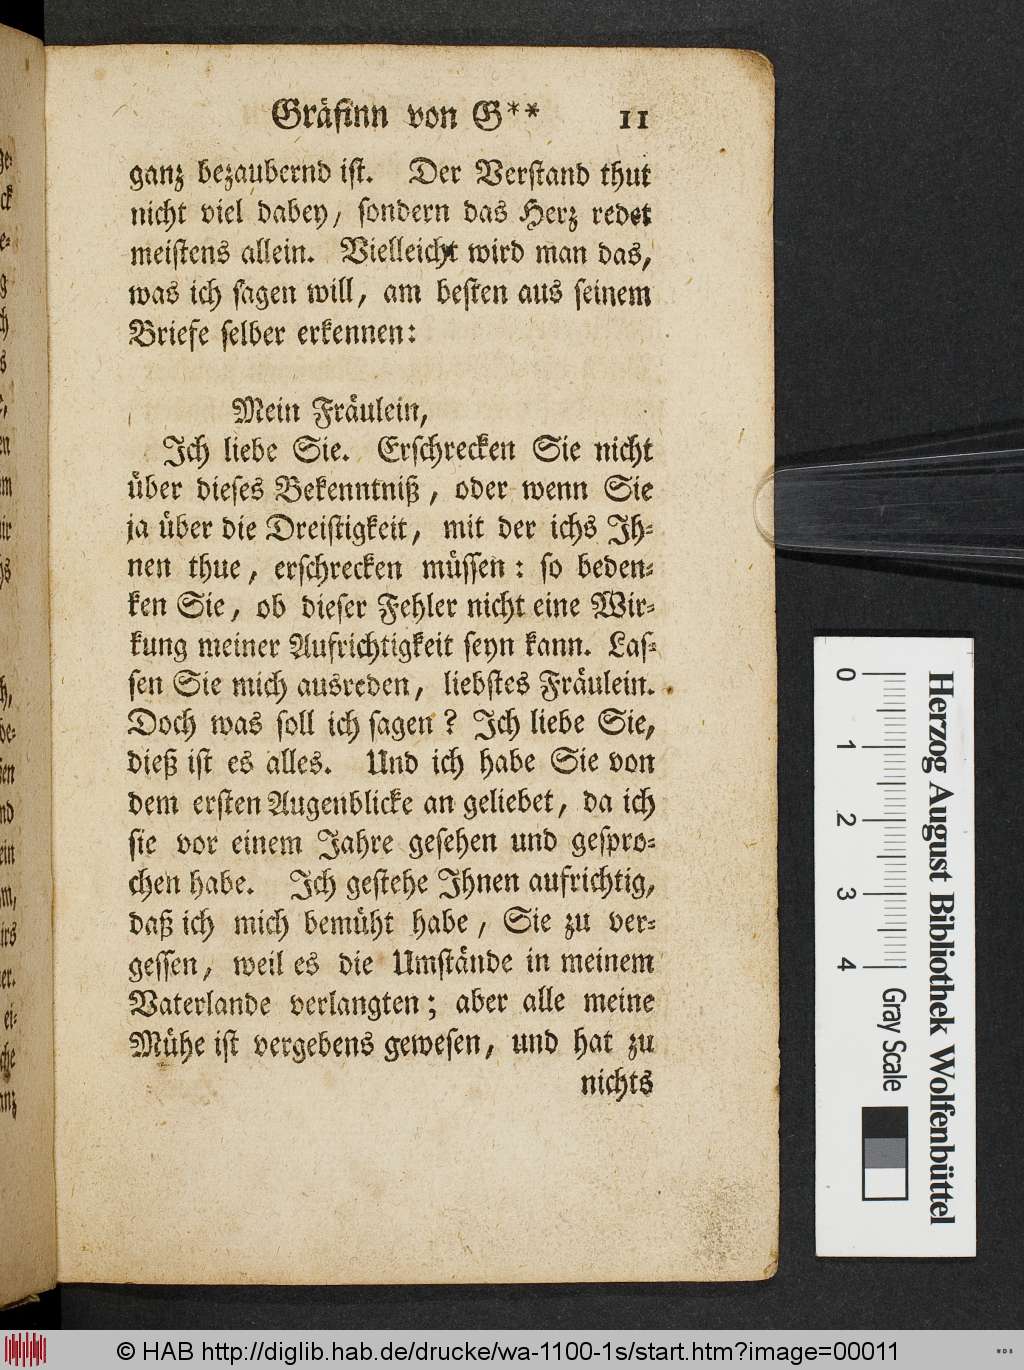 Gräfinn von G** 11
ganz bezaubernd iſt. Der Verſtand thut
nicht viel dabey, ſondern das Herz redet
meiſtens allein. Vielleicht wird man das,
was ich ſagen will, am beſten aus ſeinem
Briefe ſelber erkennen:
Mein Fräulein,
Ich liebe Sie. Erſchrecken Sie nicht
über dieſes Bekenntniß, oder wenn Sie
ja über die Dreiſtigkeit, mit der ichs Ih-
nen thue, erſchrecken müſſen: ſo beden-
ken Sie, ob dieſer Fehler nicht eine Wir-
kung meiner Aufrichtigkeit ſeyn kann. Laſ-
ſen Sie mich ausreden, liebſtes Fräulein.
Doch was ſoll ich ſagen? Ich liebe Sie,
dieß iſt es alles. Und ich habe Sie von
dem erſten Augenblicke an geliebet, da ich
ſie vor einem Jahre geſehen und geſpro-
chen habe. Ich geſtehe Ihnen aufrichtig,
daß ich mich bemüht habe, Sie zu ver-
geſſen, weil es die Umſtände in meinem
Vaterlande verlangten; aber alle meine
Mühe iſt vergebens geweſen, und hat zu
nichts
Herzog August Bibliothek Wolfenbüttel
0 1 2 3 4 Gray Scale
© HAB http://diglib.hab.de/drucke/wa-1100-1s/start.htm?image=00011